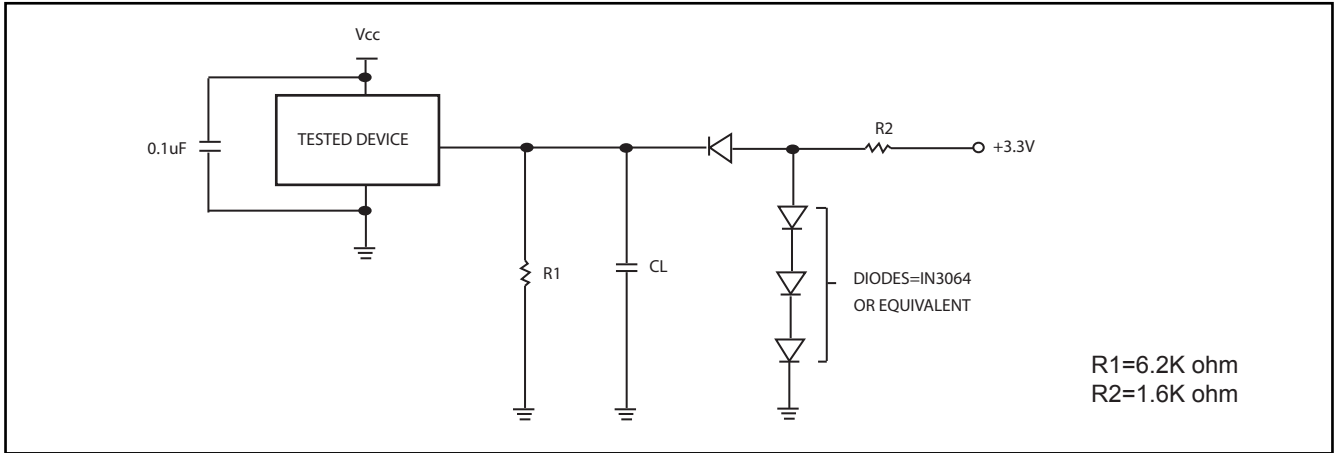 Vcc
0.1uF
TESTED DEVICE
R2
+3.3V
R1
CL
DIODES=IN3064
OR EQUIVALENT
R1=6.2K ohm
R2=1.6K ohm